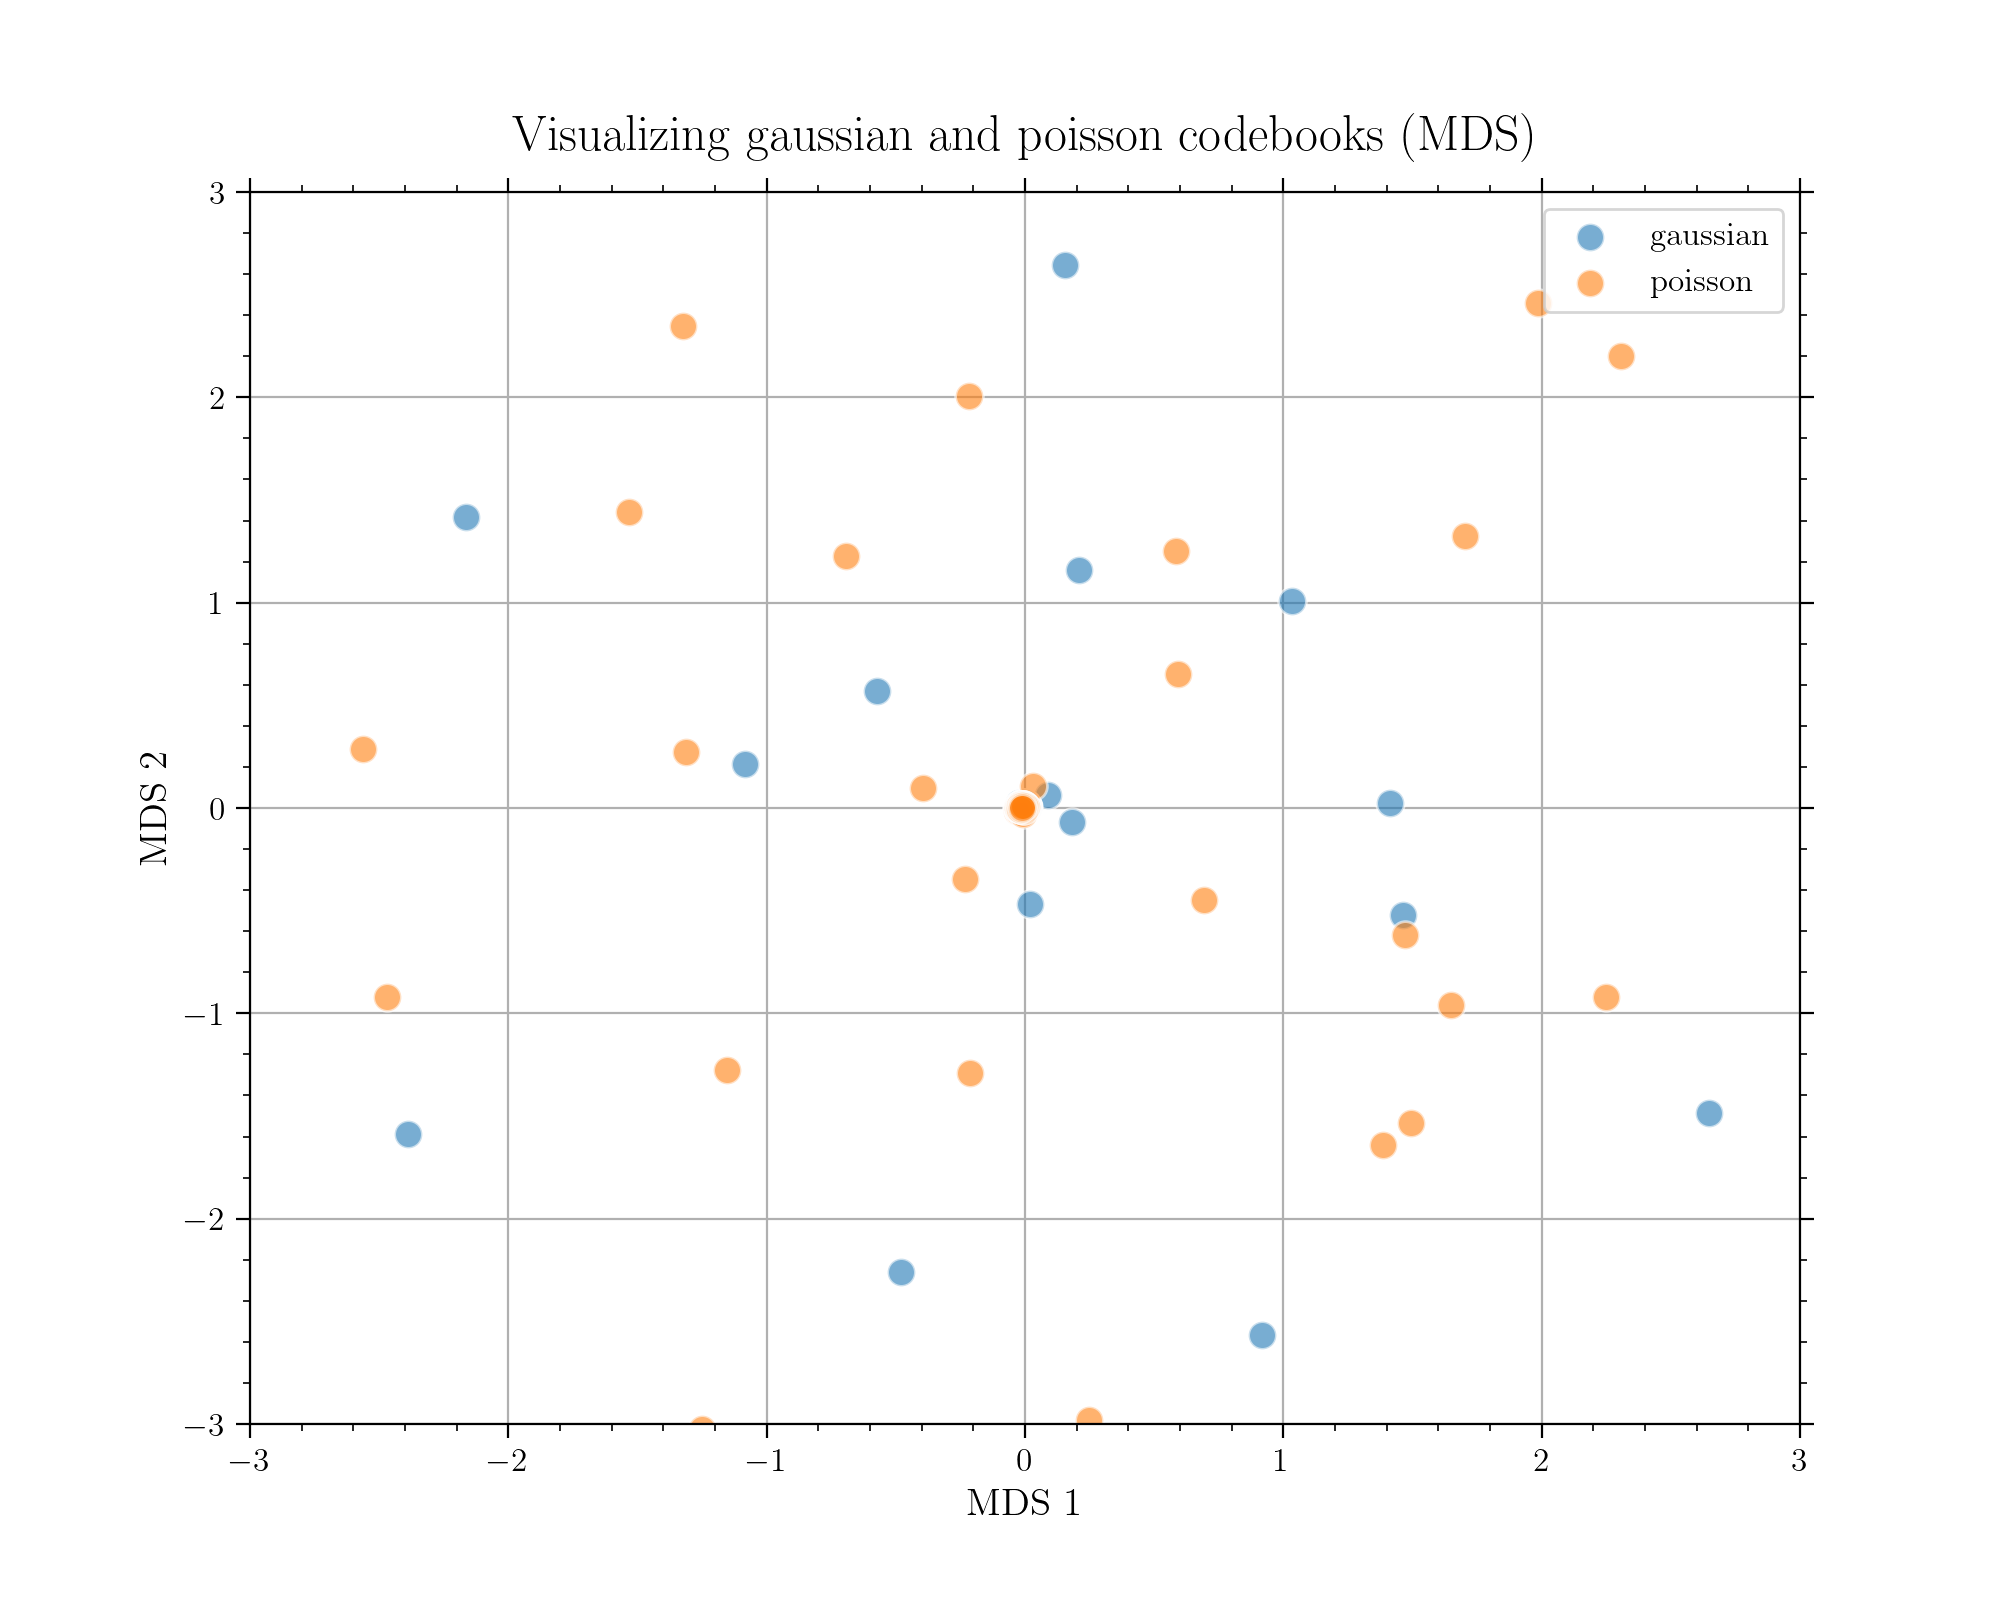 Visualizing gaussian and poisson codebooks (MDS)
gaussian
poisson
3
2
1
0
−1
−2
−3
MDS 2
−3
−2
−1
0
1
2
3
MDS 1